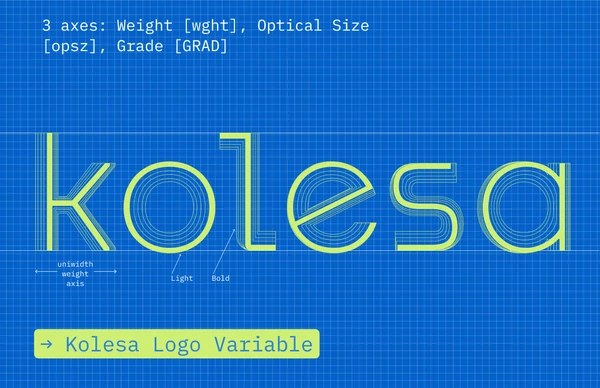 3 axes: Weight [wght], Optical Size
[opsz], Grade [GRAD]
kolesa
uniwidth
weight
axis
Light
Bold
→ Kolesa Logo Variable